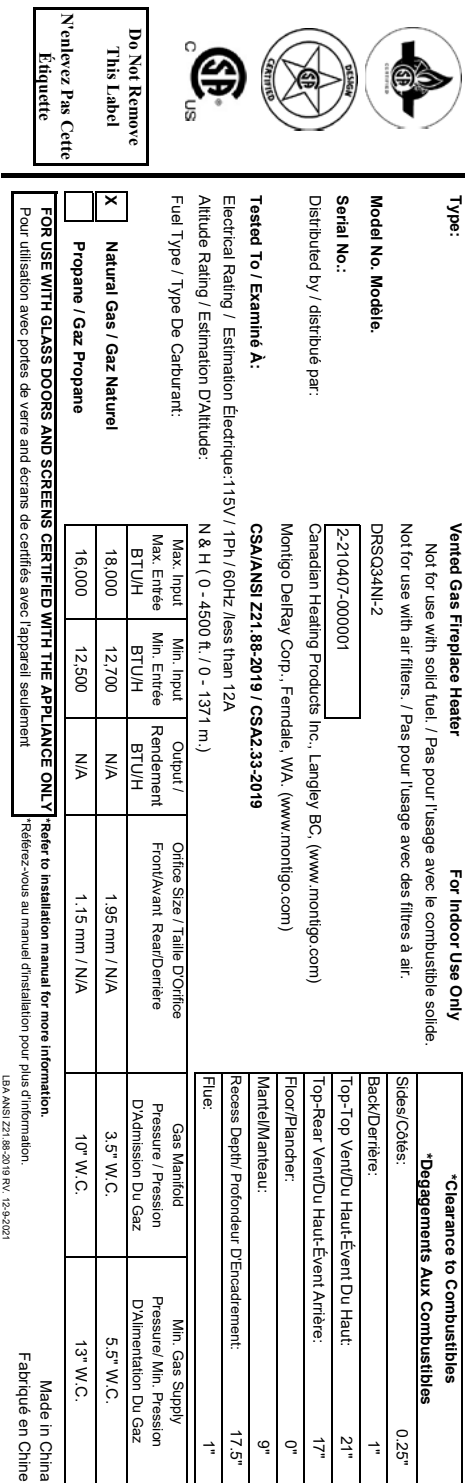 CERTIFIED
DESIGN
CERTIFIED
C
US
Do Not Remove
This Label
N'enlevez Pas Cette
Étiquette
Type: Vented Gas Fireplace Heater For Indoor Use Only
Not for use with solid fuel. / Pas pour l'usage avec le combustible solide.
Not for use with air filters. / Pas pour l'usage avec des filtres à air.
Model No. Modèle. DRSQ34NI-2
Serial No.: 2-210407-000001
Distributed by / distribué par: Canadian Heating Products Inc., Langley BC, (www.montigo.com)
Montigo DelRay Corp., Ferndale, WA. (www.montigo.com)
Tested To / Examiné À: CSA/ANSI Z21.88-2019 / CSA2.33-2019
Electrical Rating / Estimation Électrique:115V / 1Ph / 60Hz /less than 12A
Altitude Rating / Estimation D'Altitude: N & H ( 0 - 4500 ft. / 0 - 1371 m.)
Fuel Type / Type De Carburant:
*Clearance to Combustibles
*Degagements Aux Combustibles
Sides/Côtés: 0.25"
Back/Derrière: 1"
Top-Top Vent/Du Haut-Évent Du Haut: 21"
Top-Rear Vent/Du Haut-Évent Arrière: 17"
Floor/Plancher: 0"
Mantel/Manteau: 9"
Recess Depth/ Profondeur D'Encadrement: 17.5"
Flue: 1"
Max. Input Min. Input Output / Orifice Size / Taille D'Orifice Gas Manifold Min. Gas Supply
Max. Entrée Min. Entrée Rendement Front/Avant Rear/Derrière Pressure / Pression Pressure/ Min. Pression
BTU/H BTU/H BTU/H D'Admission Du Gaz D'Alimentation Du Gaz
X Natural Gas / Gaz Naturel 18,000 12,700 N/A 1.95 mm / N/A 3.5" W.C. 5.5" W.C.
Propane / Gaz Propane 16,000 12,500 N/A 1.15 mm / N/A 10" W.C. 13" W.C.
FOR USE WITH GLASS DOORS AND SCREENS CERTIFIED WITH THE APPLIANCE ONLY
Pour utilisation avec portes de verre and écrans de certifiés avec l'appareil seulement
*Refer to installation manual for more information.
*Référez-vous au manuel d'installation pour plus d'information.
LBA ANSI Z21.88-2019 RV. 12-9-2021
Made in China
Fabriqué en Chine